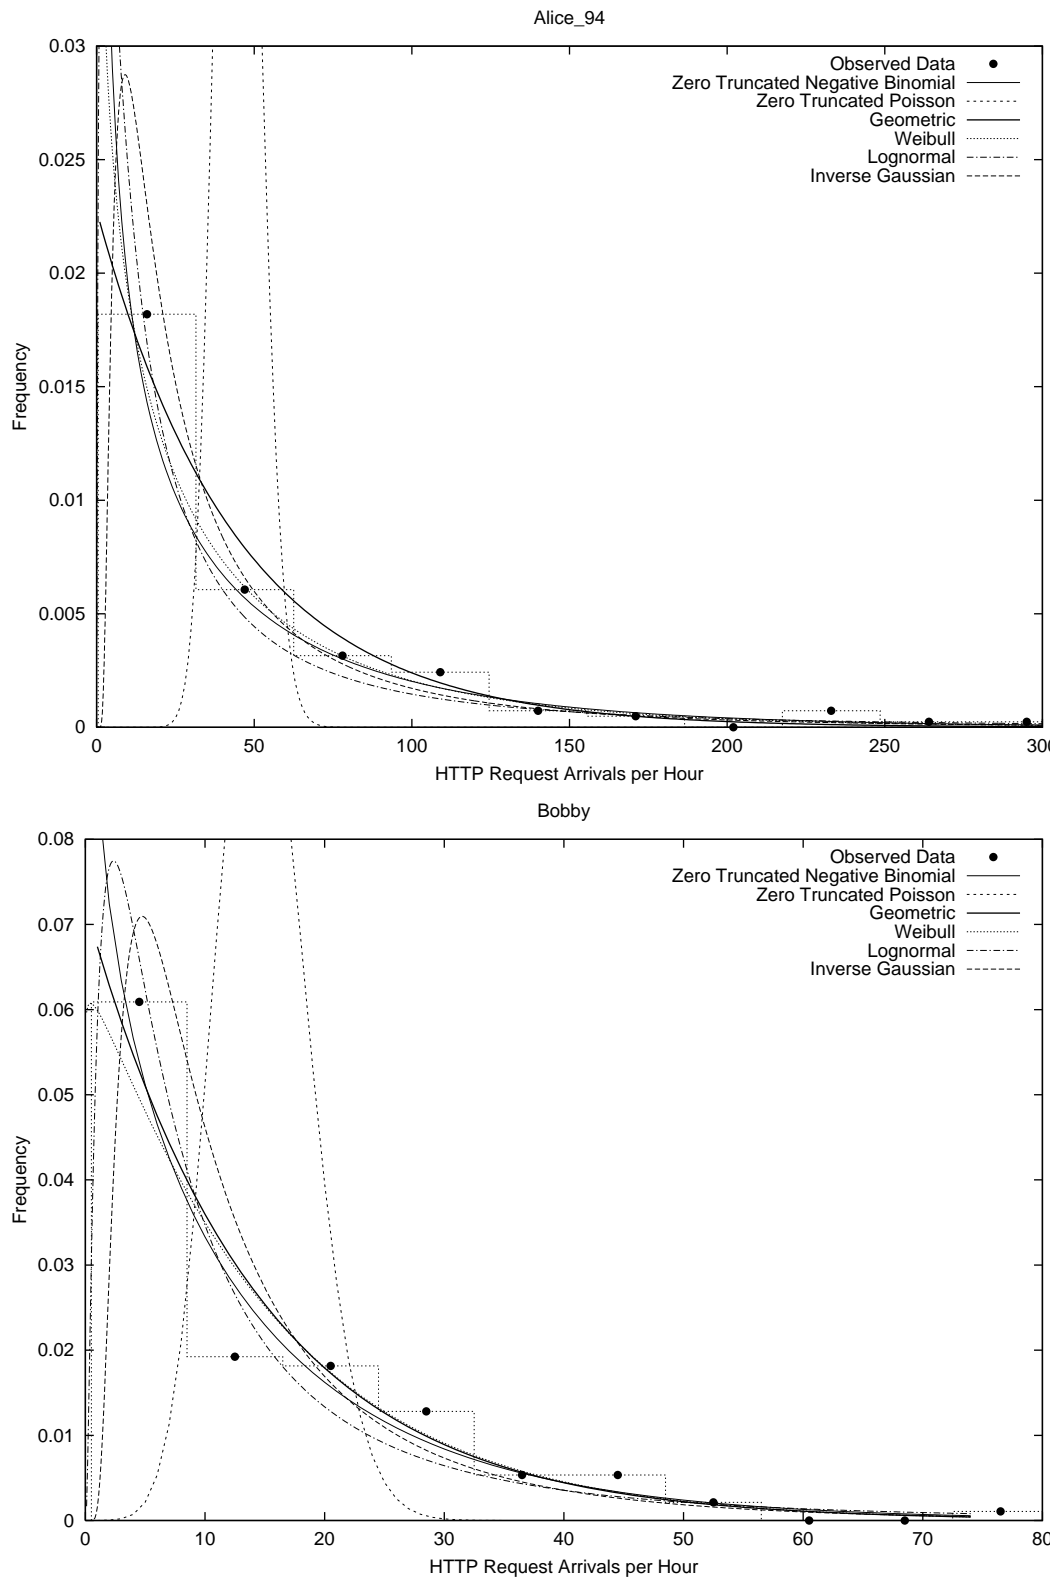 Alice_94
0.03
0.025
0.02
0.015
0.01
0.005
0
Frequency
Observed Data
Zero Truncated Negative Binomial
Zero Truncated Poisson
Geometric
Weibull
Lognormal
Inverse Gaussian
0 50 100 150 200 250 300
HTTP Request Arrivals per Hour
Bobby
0.08
0.07
0.06
0.05
0.04
0.03
0.02
0.01
0
Frequency
Observed Data
Zero Truncated Negative Binomial
Zero Truncated Poisson
Geometric
Weibull
Lognormal
Inverse Gaussian
0 10 20 30 40 50 60 70 80
HTTP Request Arrivals per Hour